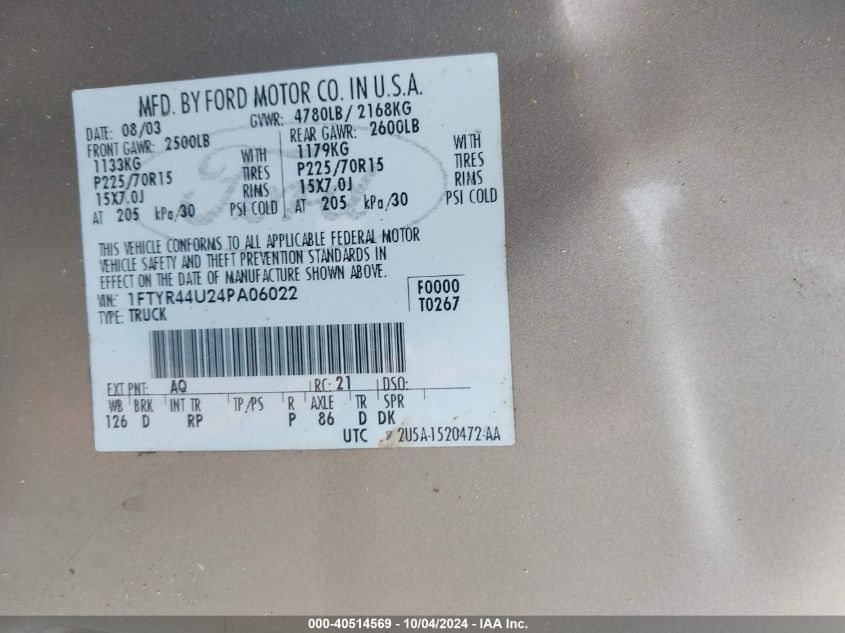 MFD. BY FORD MOTOR CO. IN U.S.A.
DATE: 08/03 GVWR: 4780LB/ 2168KG
FRONT GAWR: 2500LB REAR GAWR: 2600LB
1133KG WITH 1179KG WITH
P225/70R15 TIRES P225/70R15 TIRES
15X7.0J RIMS 15X7.0J RIMS
AT 205 kPa/30 PSI COLD AT 205 kPa/30 PSI COLD
Ford
THIS VEHICLE CONFORMS TO ALL APPLICABLE FEDERAL MOTOR
VEHICLE SAFETY AND THEFT PREVENTION STANDARDS IN
EFFECT ON THE DATE OF MANUFACTURE SHOWN ABOVE.
VIN: 1FTYR44U24PA06022 F0000
TYPE: TRUCK T0267
EXT PNT: AQ RC: 21 DSO:
WB BRK INT TR TP/PS R AXLE TR SPR
126 D RP P 86 D DK
UTC 2U5A-1520472-AA
000-40514569 - 10/04/2024 - IAA Inc.